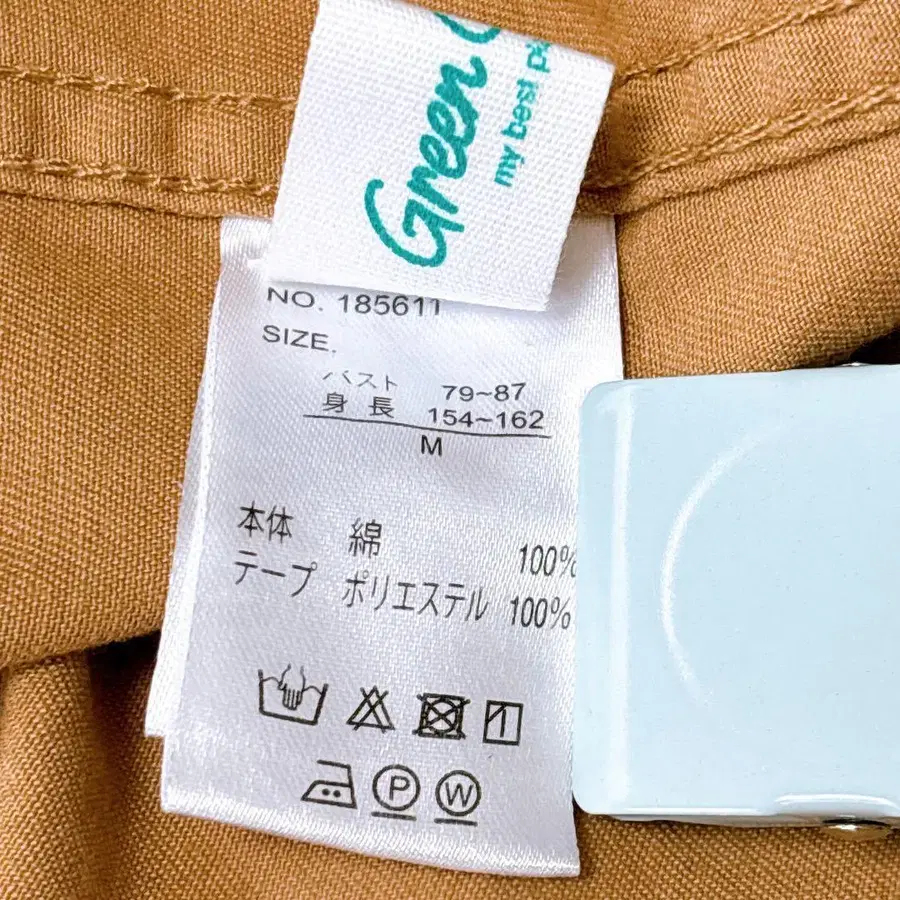 Green
my best
NO. 185611
SIZE.
バスト 79~87
身長 154~162
M
本体 綿 100%
テープ ポリエステル 100%
P W